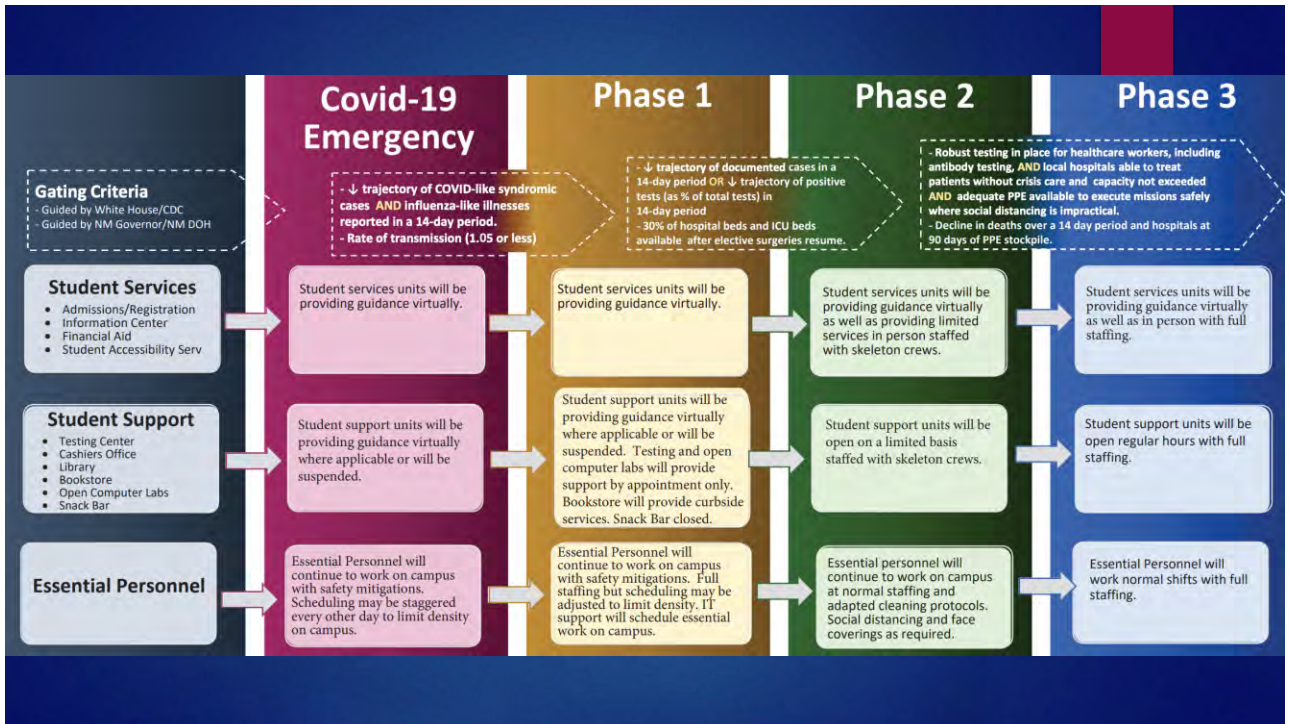 Covid-19
Emergency
Phase 1
Phase 2
Phase 3
Gating Criteria
- Guided by White House/CDC
- Guided by NM Governor/NM DOH
- ↓ trajectory of COVID-like syndromic
cases AND influenza-like illnesses
reported in a 14-day period.
- Rate of transmission (1.05 or less)
- ↓ trajectory of documented cases in a
14-day period OR ↓ trajectory of positive
tests (as % of total tests) in
14-day period
-30% of hospital beds and ICU beds
available after elective surgeries resume.
- Robust testing in place for healthcare workers, including
antibody testing, AND local hospitals able to treat
patients without crisis care and capacity not exceeded
AND adequate PPE available to execute missions safely
where social distancing is impractical.
- Decline in deaths over a 14 day period and hospitals at
90 days of PPE stockpile.
Student Services
• Admissions/Registration
• Information Center
• Financial Aid
• Student Accessibility Serv
Student services units will be
providing guidance virtually.
Student services units will be
providing guidance virtually.
Student services units will be
providing guidance virtually
as well as providing limited
services in person staffed
with skeleton crews.
Student services units will be
providing guidance virtually
as well as in person with full
staffing.
Student Support
• Testing Center
• Cashiers Office
• Library
• Bookstore
• Open Computer Labs
• Snack Bar
Student support units will be
providing guidance virtually
where applicable or will be
suspended.
Student support units will be
providing guidance virtually
where applicable or will be
suspended. Testing and open
computer labs will provide
support by appointment only.
Bookstore will provide curbside
services. Snack Bar closed.
Student support units will be
open on a limited basis
staffed with skeleton crews.
Student support units will be
open regular hours with full
staffing.
Essential Personnel
Essential Personnel will
continue to work on campus
with safety mitigations.
Scheduling may be staggered
every other day to limit density
on campus.
Essential Personnel will
continue to work on campus
with safety mitigations. Full
staffing but scheduling may be
adjusted to limit density. IT
support will schedule essential
work on campus.
Essential personnel will
continue to work on campus
at normal staffing and
adapted cleaning protocols.
Social distancing and face
coverings as required.
Essential Personnel will
work normal shifts with full
staffing.